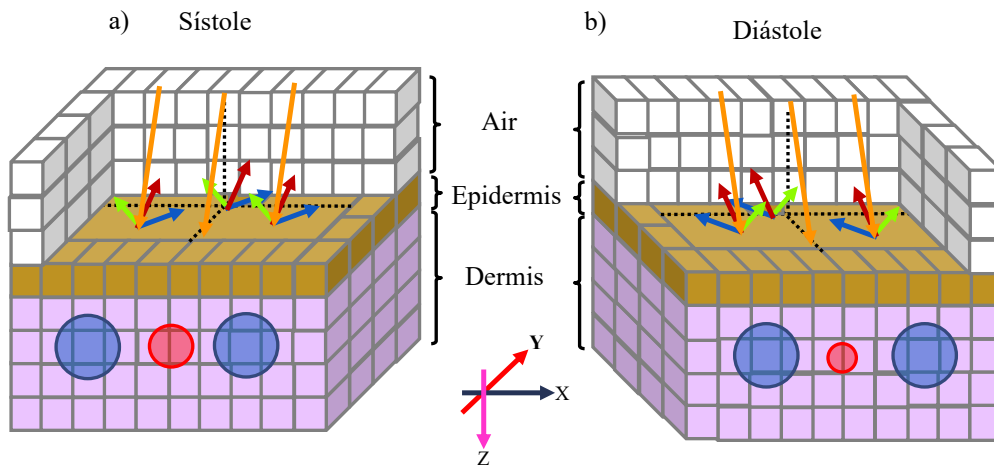 a)
Sístole
b)
Diástole
Air
Epidermis
Dermis
Y
X
Z